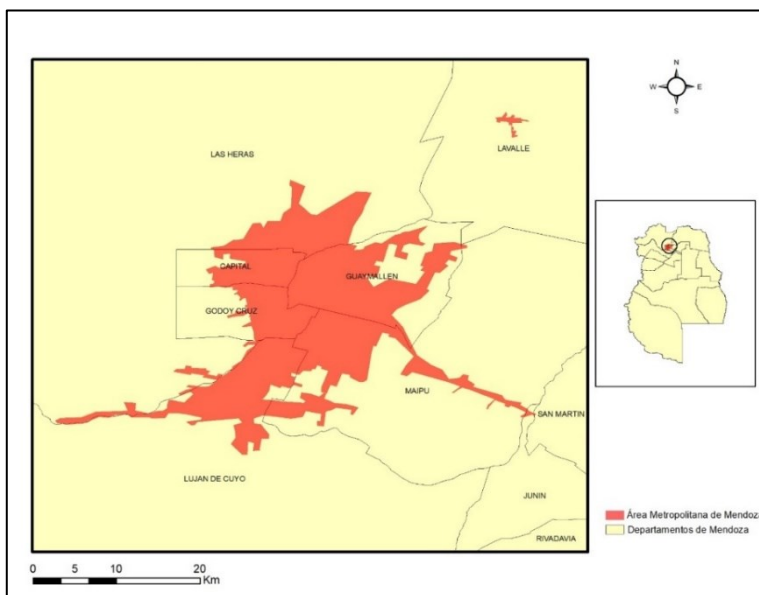 N
W E
S
LAS HERAS
LAVALLE
CAPITAL
GUAYMALLEN
GODOY CRUZ
MAIPU
SAN MARTIN
LUJAN DE CUYO
JUNIN
RIVADAVIA
Área Metropolitana de Mendoza
Departamentos de Mendoza
0 5 10 20
Km